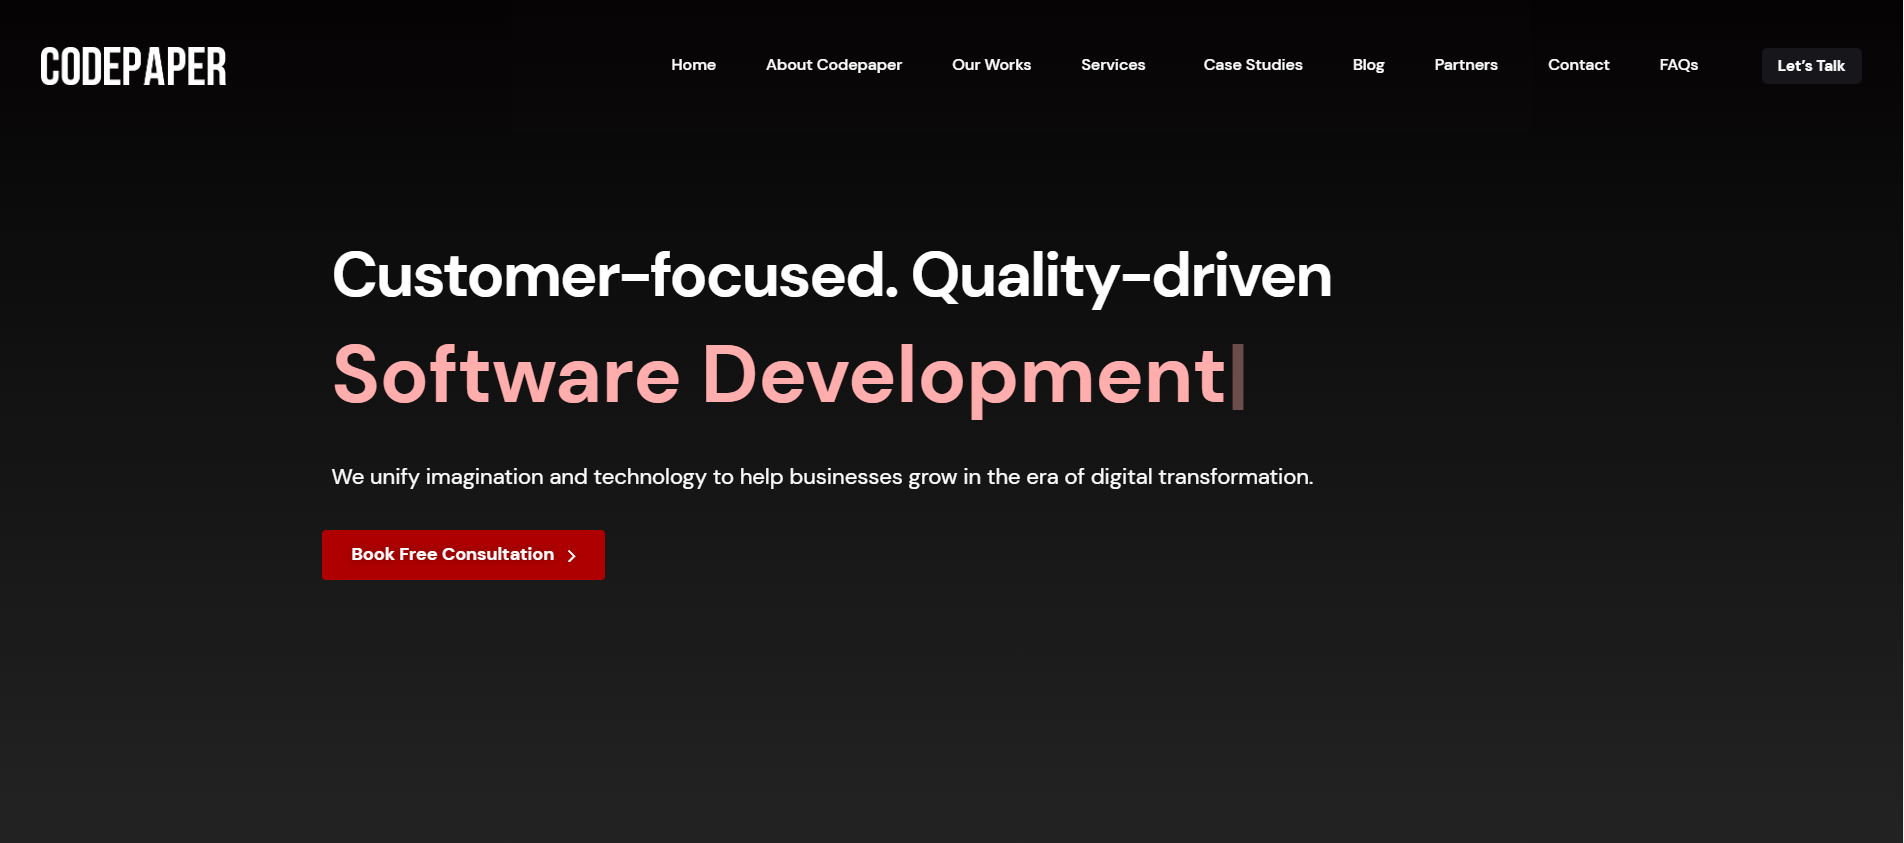 CODEPAPER
Home About Codepaper Our Works Services Case Studies Blog Partners Contact FAQs Let's Talk
Customer-focused. Quality-driven
Software Development
We unify imagination and technology to help businesses grow in the era of digital transformation.
Book Free Consultation